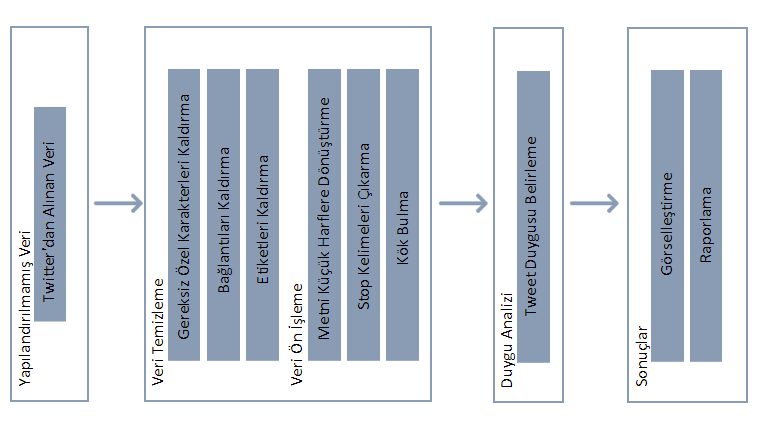 Yapılandırılmamış Veri
Twitter'dan Alınan Veri
Veri Temizleme
Gereksiz Özel Karakterleri Kaldırma
Bağlantıları Kaldırma
Etiketleri Kaldırma
Veri Ön İşleme
Metni Küçük Harflere Dönüştürme
Stop Kelimeleri Çıkarma
Kök Bulma
Duygu Analizi
Tweet Duygusu Belirleme
Sonuçlar
Görselleştirme
Raporlama